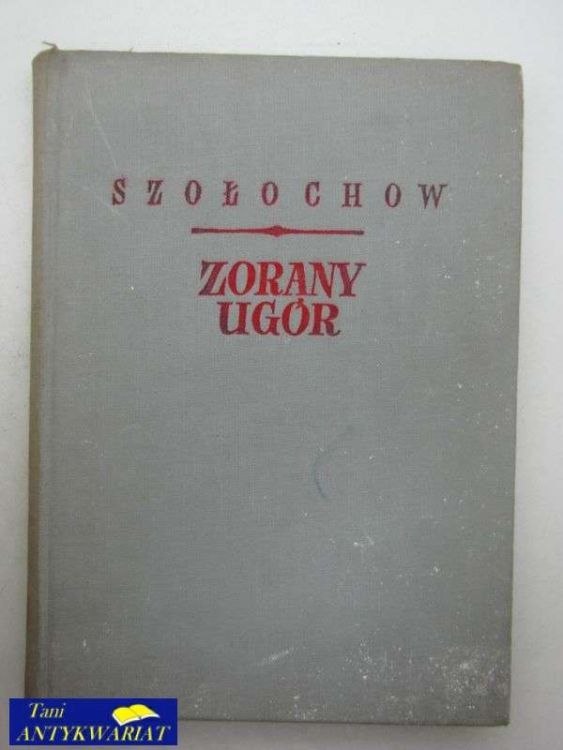 SZOŁOCHOW
ZORANY
UGÓR
Tani
ANTYKWARIAT